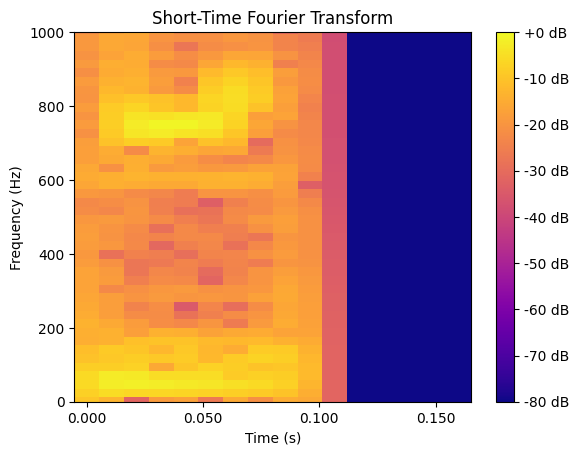 Short-Time Fourier Transform
1000
800
600
400
200
0
Frequency (Hz)
0.000
0.050
0.100
0.150
Time (s)
+0 dB
-10 dB
-20 dB
-30 dB
-40 dB
-50 dB
-60 dB
-70 dB
-80 dB